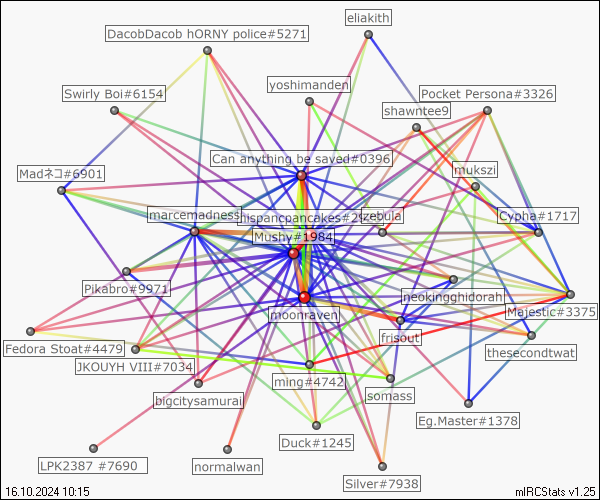 eliakith
DacobDacob hORNY police#5271
yoshimanden
Swirly Boi#6154
Pocket Persona#3326
shawntee9
Can anything be saved#0396
mukszi
Madネコ#6901
marcemadness
hispancpancakes#29
zebula
Cypha#1717
Mushy#1984
Pikabro#9971
neokingghidorah
monraven
Majestic#3375
frisout
Fedora Stoat#4479
thesecondtwat
JKOUYH VIII#7034
ming#4742
somass
bigcitysamurai
Eg.Master#1378
Duck#1245
LPK2387 #7690
normalwan
Silver#7938
16.10.2024 10:15
mIRCStats v1.25